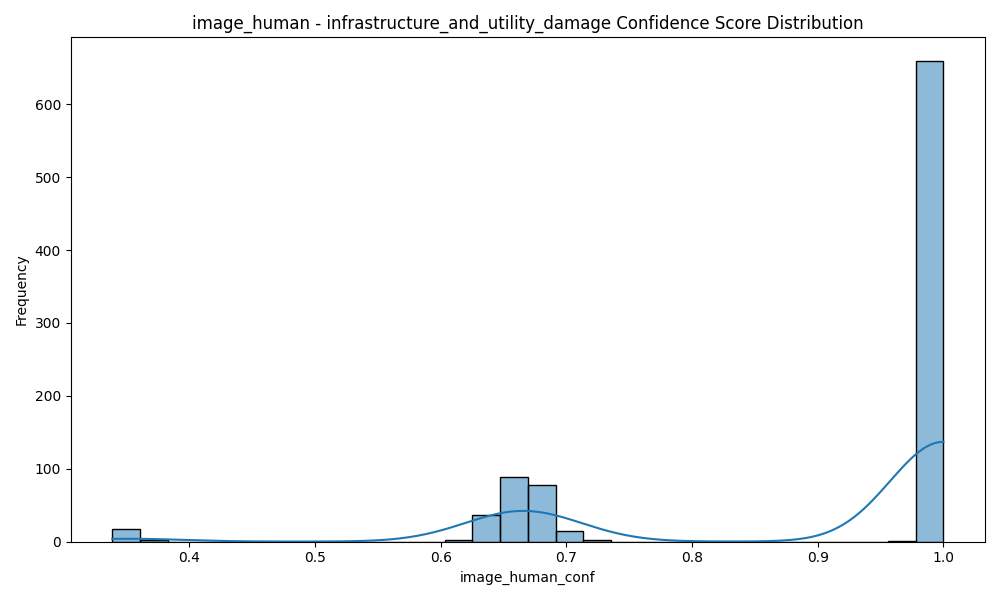 image_human - infrastructure_and_utility_damage Confidence Score Distribution
Frequency
600
500
400
300
200
100
0
0.4 0.5 0.6 0.7 0.8 0.9 1.0
image_human_conf